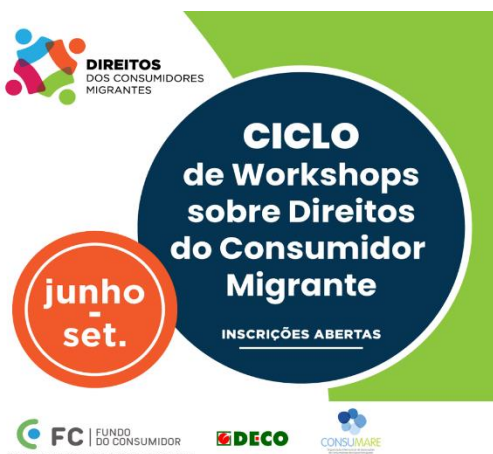 DIREITOS
DOS CONSUMIDORES
MIGRANTES
CICLO
de Workshops
sobre Direitos
do Consumidor
Migrante
INSCRIÇÕES ABERTAS
junho
-
set.
FC FUNDO
DO CONSUMIDOR
DECO
CONSUMARE